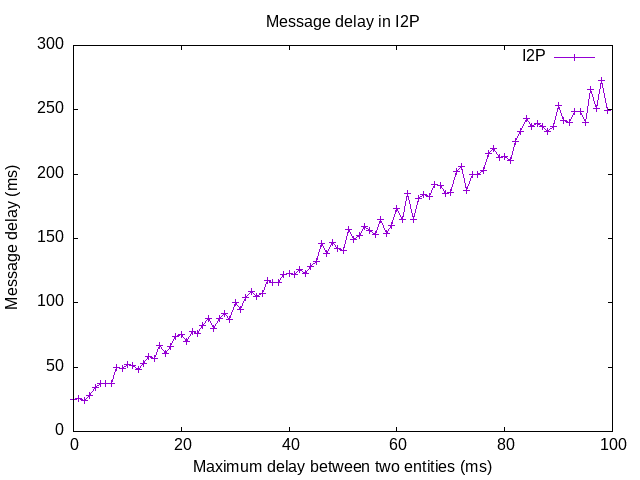 Message delay in I2P
I2P
300
250
200
150
100
50
0
0 20 40 60 80 100
Message delay (ms)
Maximum delay between two entities (ms)